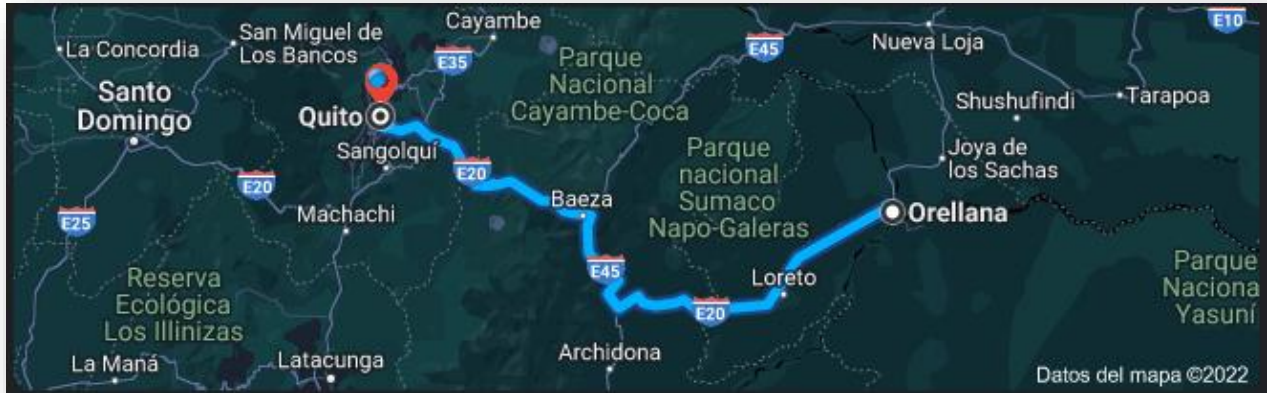 Cayambe
San Miguel de
Los Bancos
E10
La Concordia
E35
E45
Nueva Loja
Parque
Nacional
Cayambe-Coca
Santo
Domingo
Quito
Shushufindi
Tarapoa
Sangolquí
E20
E20
Parque
nacional
Sumaco
Napo-Galeras
Joya de
los Sachas
Baeza
Machachi
E25
Orellana
E45
Loreto
E20
Reserva
Ecológica
Los Illinizas
Parque
Naciona
Yasuní
La Maná
Latacunga
Archidona
Datos del mapa ©2022